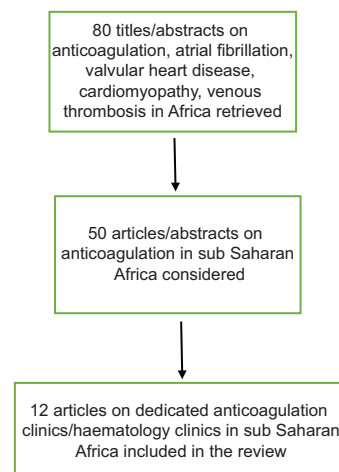 80 titles/abstracts on
anticoagulation, atrial fibrillation,
valvular heart disease,
cardiomyopathy, venous
thrombosis in Africa retrieved
50 articles/abstracts on
anticoagulation in sub Saharan
Africa considered
12 articles on dedicated anticoagulation
clinics/haematology clinics in sub Saharan
Africa included in the review